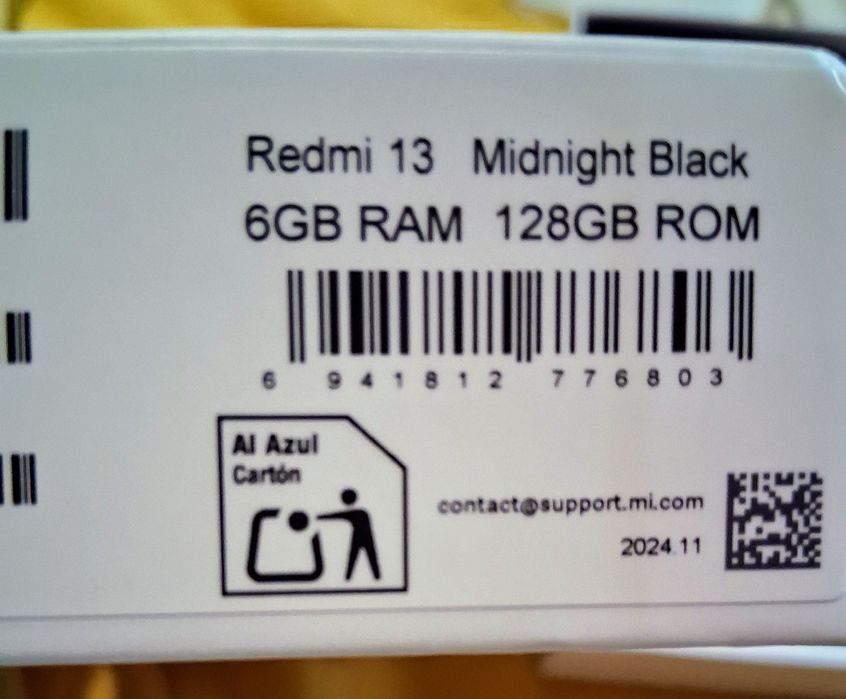 Redmi 13 Midnight Black
6GB RAM 128GB ROM
6 941812 776803
Al Azul
Cartón
contact@support.mi.com
2024.11